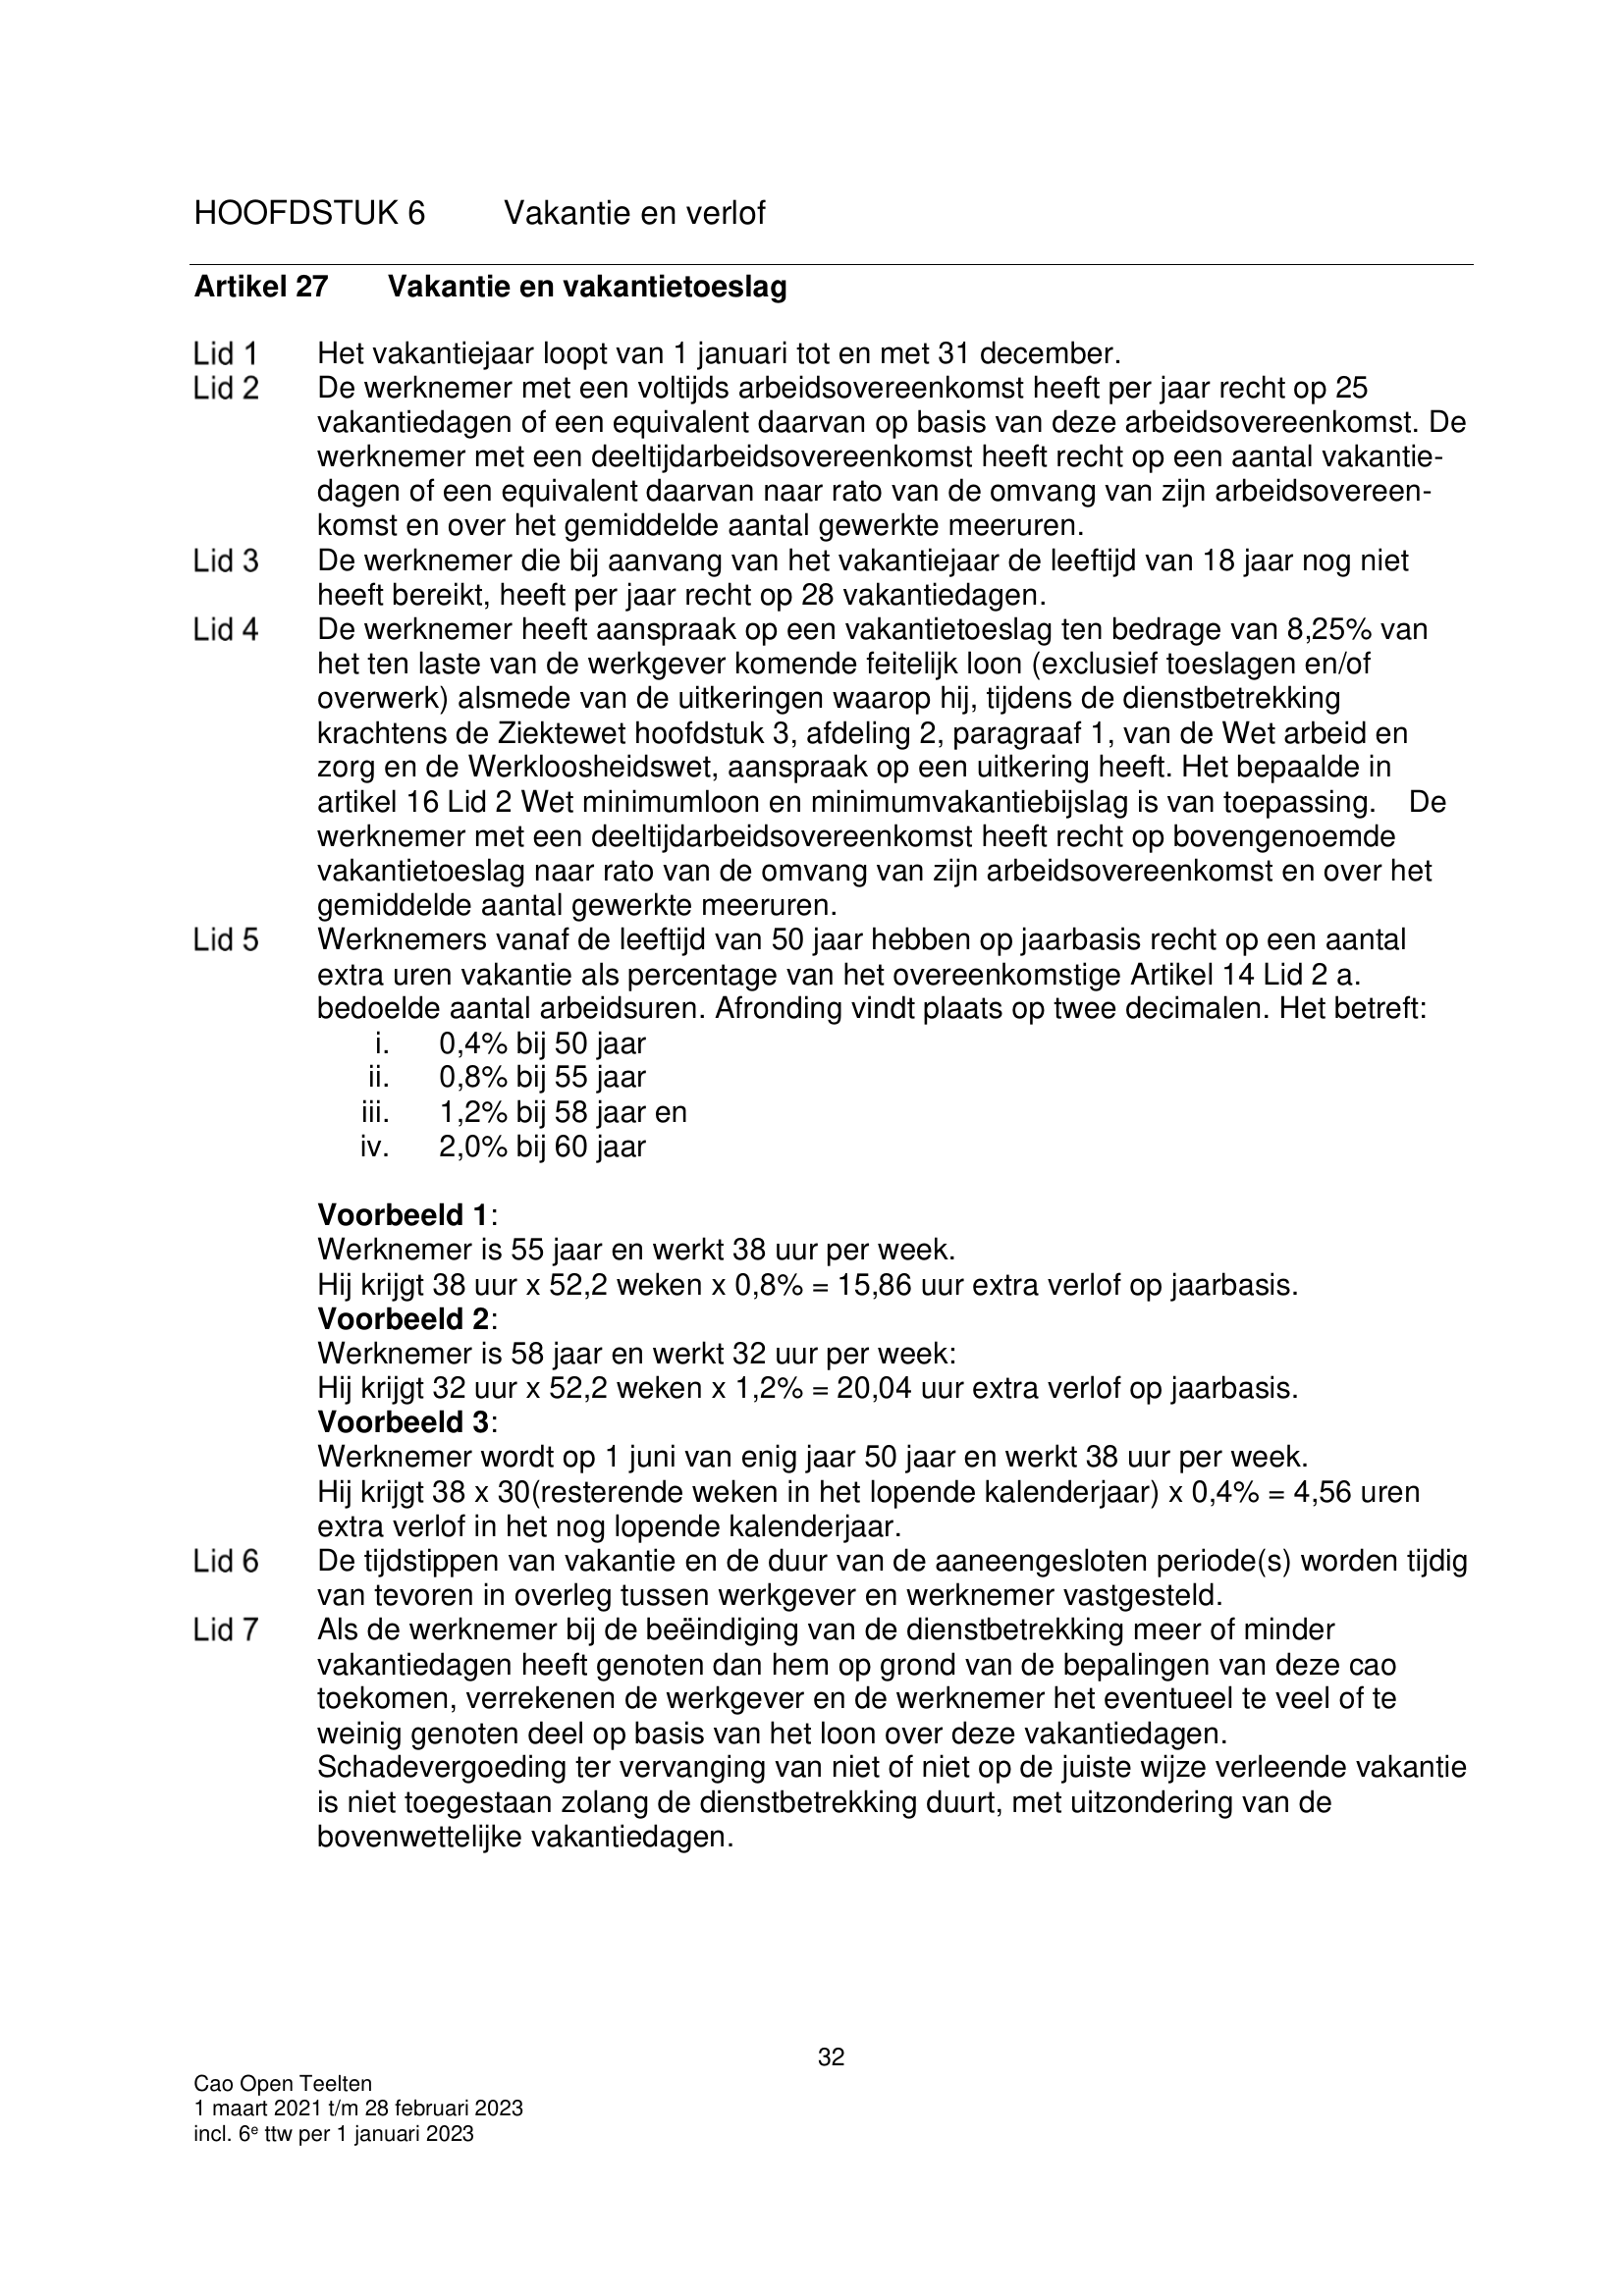 HOOFDSTUK 6 Vakantie en verlof
Artikel 27 Vakantie en vakantietoeslag
Lid 1 Het vakantiejaar loopt van 1 januari tot en met 31 december.
Lid 2 De werknemer met een voltijds arbeidsovereenkomst heeft per jaar recht op 25
vakantiedagen of een equivalent daarvan op basis van deze arbeidsovereenkomst. De
werknemer met een deeltijdarbeidsovereenkomst heeft recht op een aantal vakantie-
dagen of een equivalent daarvan naar rato van de omvang van zijn arbeidsovereen-
komst en over het gemiddelde aantal gewerkte meeruren.
Lid 3 De werknemer die bij aanvang van het vakantiejaar de leeftijd van 18 jaar nog niet
heeft bereikt, heeft per jaar recht op 28 vakantiedagen.
Lid 4 De werknemer heeft aanspraak op een vakantietoeslag ten bedrage van 8,25% van
het ten laste van de werkgever komende feitelijk loon (exclusief toeslagen en/of
overwerk) alsmede van de uitkeringen waarop hij, tijdens de dienstbetrekking
krachtens de Ziektewet hoofdstuk 3, afdeling 2, paragraaf 1, van de Wet arbeid en
zorg en de Werkloosheidswet, aanspraak op een uitkering heeft. Het bepaalde in
artikel 16 Lid 2 Wet minimumloon en minimumvakantiebijslag is van toepassing. De
werknemer met een deeltijdarbeidsovereenkomst heeft recht op bovengenoemde
vakantietoeslag naar rato van de omvang van zijn arbeidsovereenkomst en over het
gemiddelde aantal gewerkte meeruren.
Lid 5 Werknemers vanaf de leeftijd van 50 jaar hebben op jaarbasis recht op een aantal
extra uren vakantie als percentage van het overeenkomstige Artikel 14 Lid 2 a.
bedoelde aantal arbeidsuren. Afronding vindt plaats op twee decimalen. Het betreft:
i. 0,4% bij 50 jaar
ii. 0,8% bij 55 jaar
iii. 1,2% bij 58 jaar en
iv. 2,0% bij 60 jaar
Voorbeeld 1:
Werknemer is 55 jaar en werkt 38 uur per week.
Hij krijgt 38 uur x 52,2 weken x 0,8% = 15,86 uur extra verlof op jaarbasis.
Voorbeeld 2:
Werknemer is 58 jaar en werkt 32 uur per week:
Hij krijgt 32 uur x 52,2 weken x 1,2% = 20,04 uur extra verlof op jaarbasis.
Voorbeeld 3:
Werknemer wordt op 1 juni van enig jaar 50 jaar en werkt 38 uur per week.
Hij krijgt 38 x 30(resterende weken in het lopende kalenderjaar) x 0,4% = 4,56 uren
extra verlof in het nog lopende kalenderjaar.
Lid 6 De tijdstippen van vakantie en de duur van de aaneengesloten periode(s) worden tijdig
van tevoren in overleg tussen werkgever en werknemer vastgesteld.
Lid 7 Als de werknemer bij de beëindiging van de dienstbetrekking meer of minder
vakantiedagen heeft genoten dan hem op grond van de bepalingen van deze cao
toekomen, verrekenen de werkgever en de werknemer het eventueel te veel of te
weinig genoten deel op basis van het loon over deze vakantiedagen.
Schadevergoeding ter vervanging van niet of niet op de juiste wijze verleende vakantie
is niet toegestaan zolang de dienstbetrekking duurt, met uitzondering van de
bovenwettelijke vakantiedagen.
32
Cao Open Teelten
1 maart 2021 t/m 28 februari 2023
incl. 6e ttw per 1 januari 2023